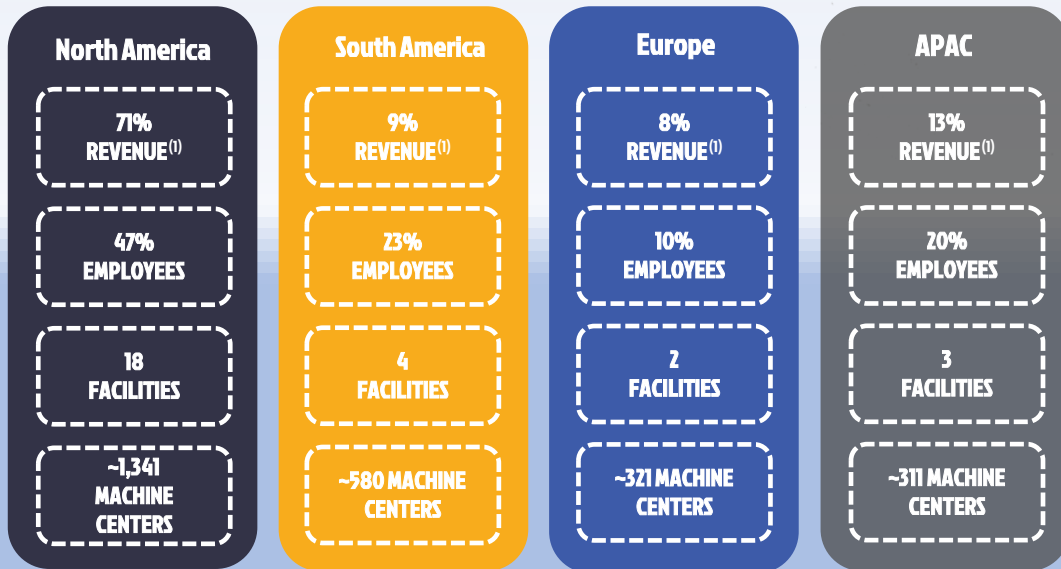 North America
71%
REVENUE(1)
47%
EMPLOYEES
18
FACILITIES
~1,341
MACHINE
CENTERS
South America
9%
REVENUE(1)
23%
EMPLOYEES
4
FACILITIES
~580 MACHINE
CENTERS
Europe
8%
REVENUE(1)
10%
EMPLOYEES
2
FACILITIES
~321 MACHINE
CENTERS
APAC
13%
REVENUE(1)
20%
EMPLOYEES
3
FACILITIES
~311 MACHINE
CENTERS